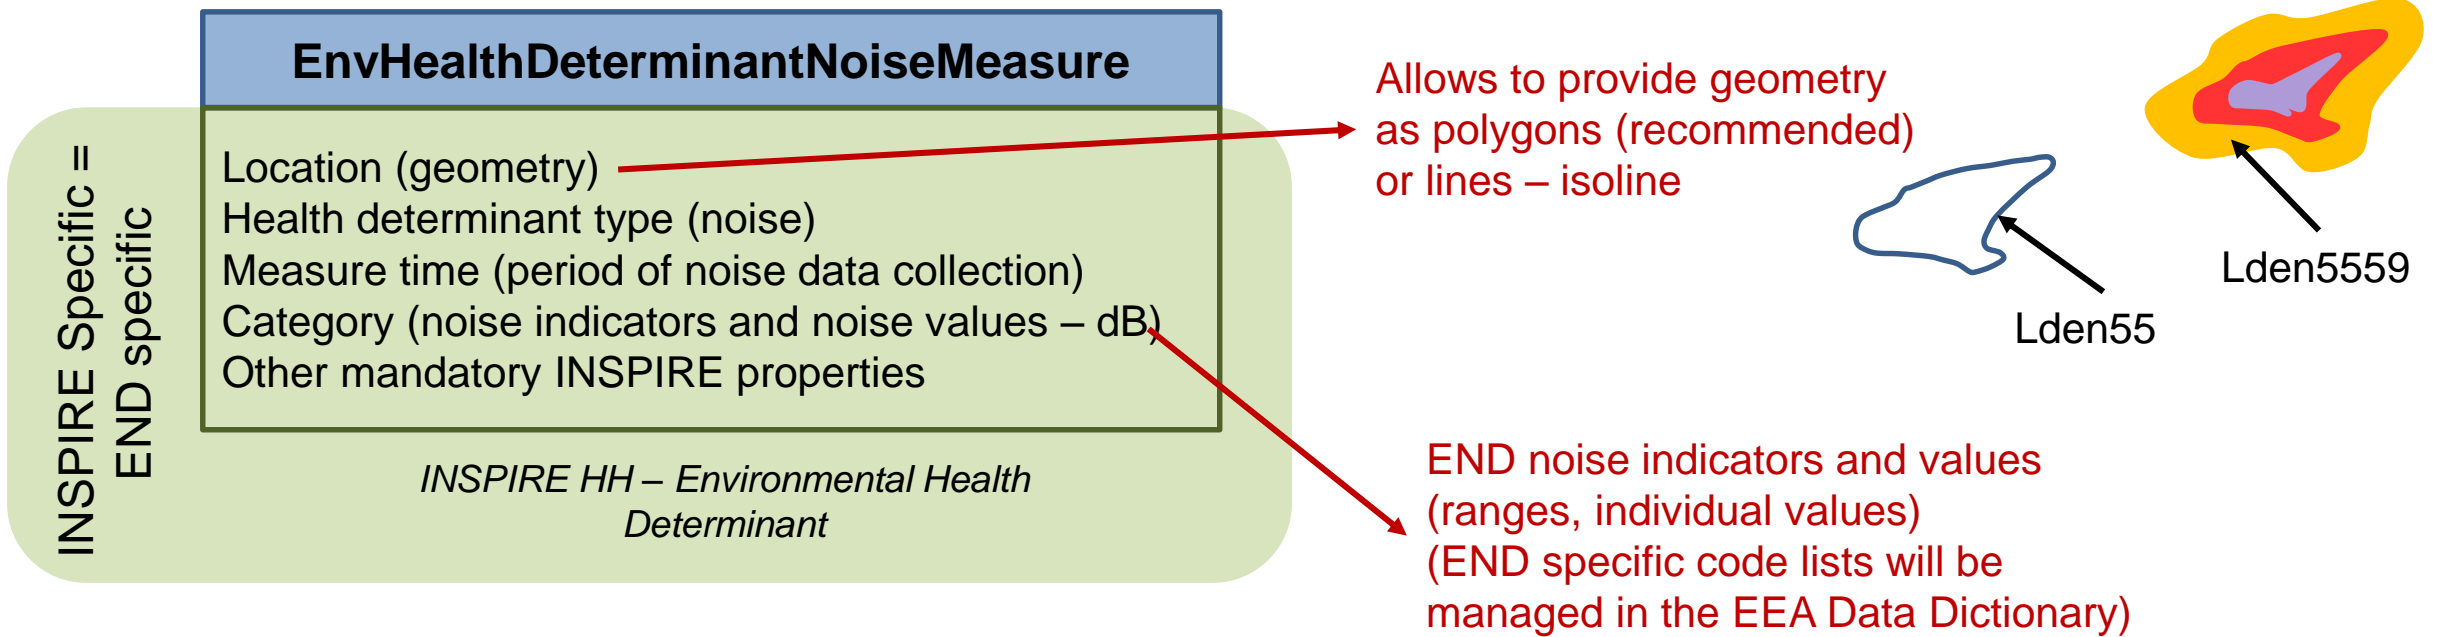 EnvHealthDeterminantNoiseMeasure
INSPIRE Specific =
END specific
Location (geometry)
Health determinant type (noise)
Measure time (period of noise data collection)
Category (noise indicators and noise values – dB)
Other mandatory INSPIRE properties
INSPIRE HH – Environmental Health
Determinant
Allows to provide geometry
as polygons (recommended)
or lines – isoline
Lden5559
Lden55
END noise indicators and values
(ranges, individual values)
(END specific code lists will be
managed in the EEA Data Dictionary)